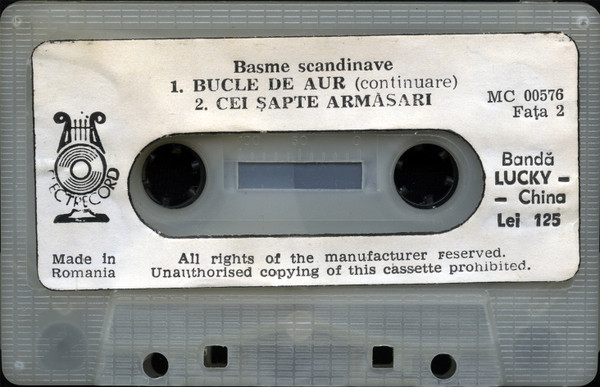 Basme scandinave
1. BUCLE DE AUR (continuare)
2. CEI ŞAPTE ARMĂSARI
MC 00576
Faţa 2
ELECTRECORD
Bandă
LUCKY -
- China
Lei 125
Made in
Romania
All rights of the manufacturer reserved.
Unauthorised copying of this cassette prohibited.